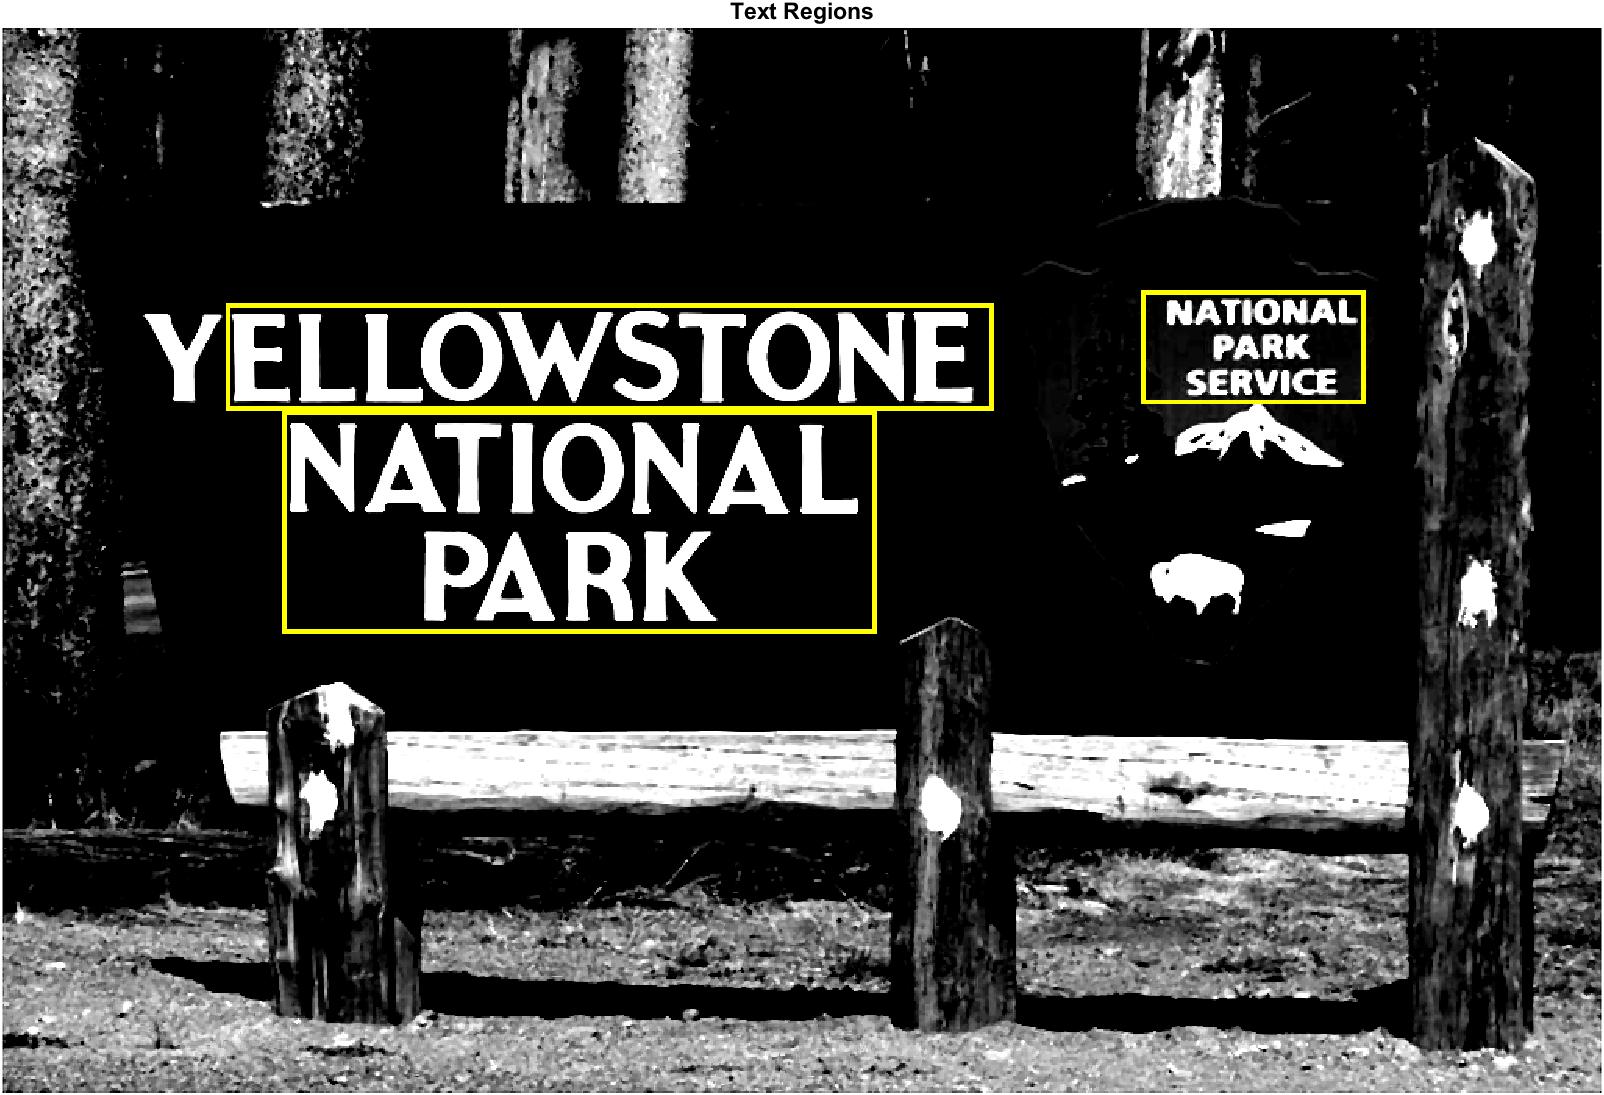 Text Regions
YELLOWSTONE
NATIONAL
PARK
NATIONAL
PARK
SERVICE